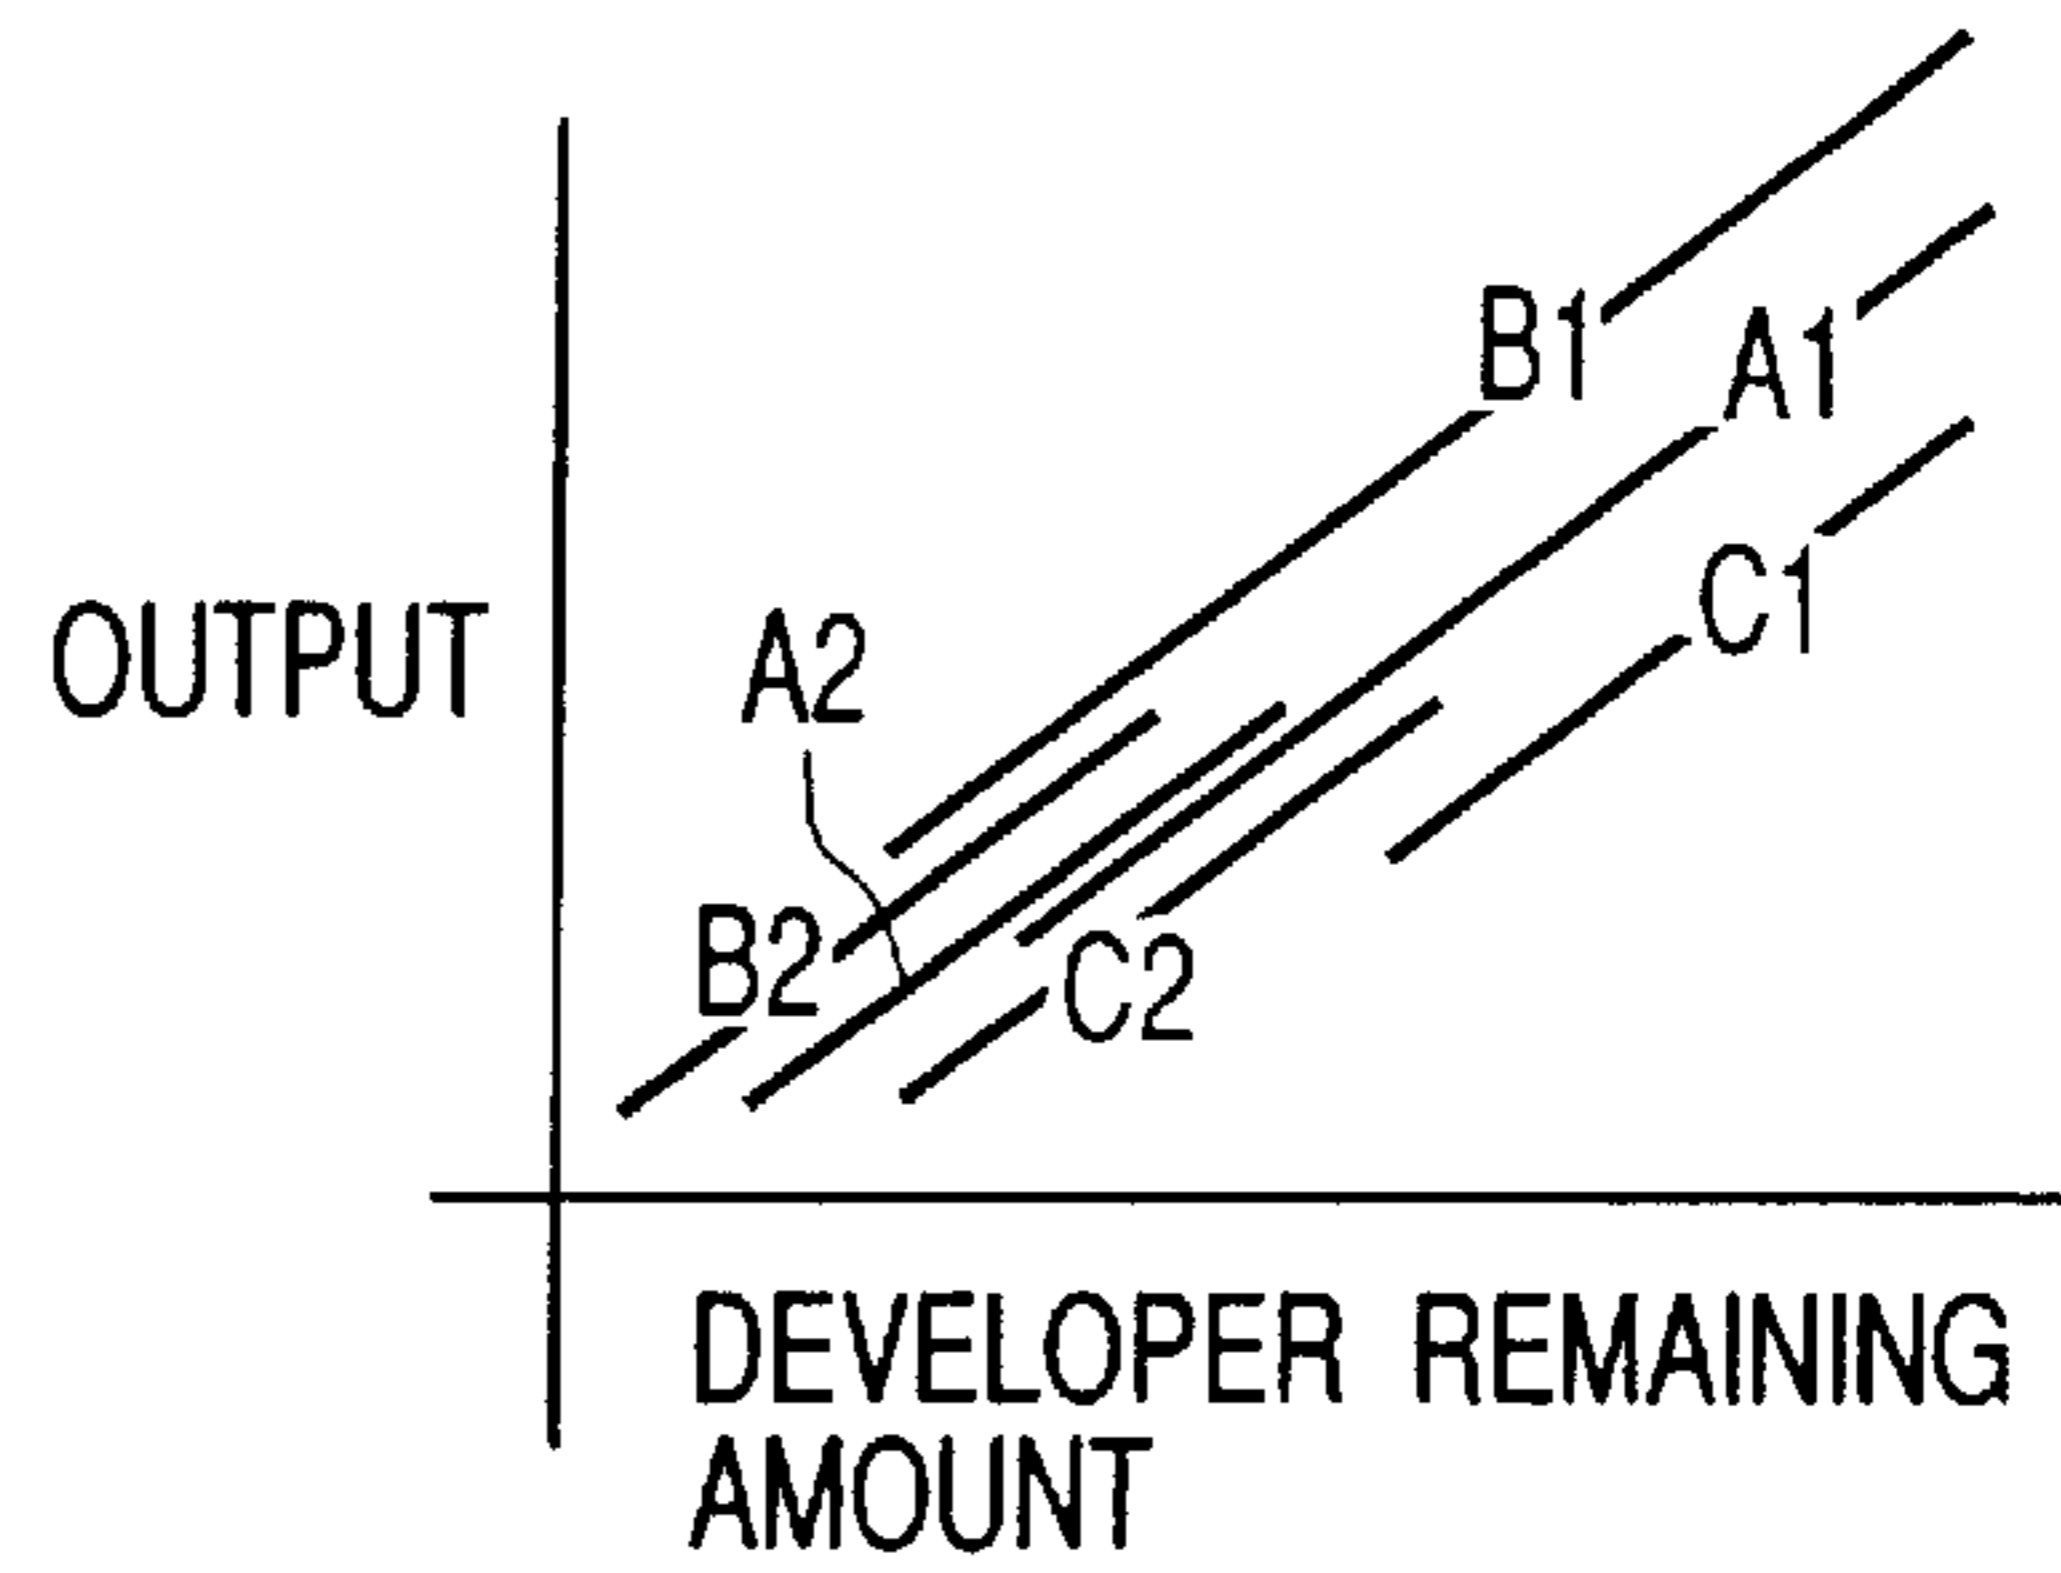 B1
A1
C1
OUTPUT
A2
B2
C2
DEVELOPER REMAINING
AMOUNT